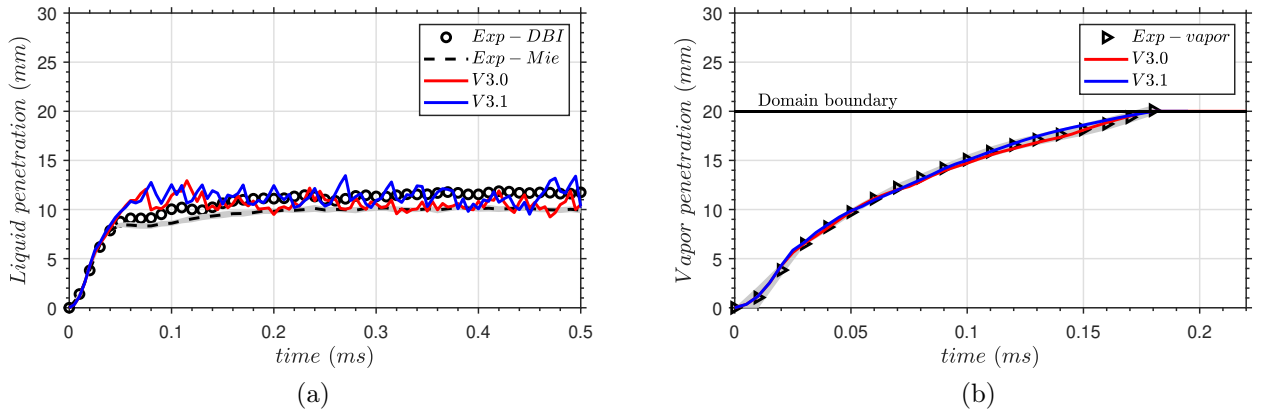 30
25
20
15
10
5
0
Liquid penetration (mm)
Exp − DBI
Exp − Mie
V3.0
V3.1
0 0.1 0.2 0.3 0.4 0.5
time (ms)
(a)
30
25
20
15
10
5
0
Vapor penetration (mm)
Exp − vapor
V3.0
V3.1
Domain boundary
0 0.05 0.1 0.15 0.2
time (ms)
(b)